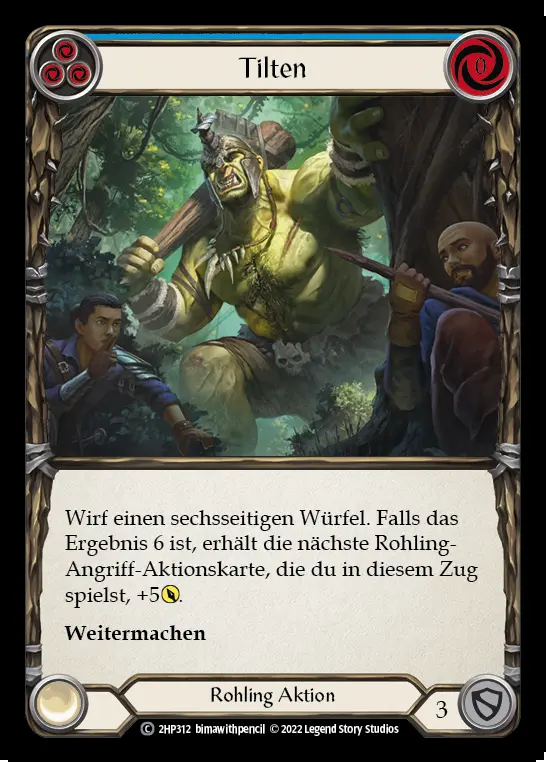 Tilten
0
Wirf einen sechsseitigen Würfel. Falls das
Ergebnis 6 ist, erhält die nächste Rohling-
Angriff-Aktionskarte, die du in diesem Zug
spielst, +5.
Weitermachen
Rohling Aktion
3
C 2HP312 bimawithpencil © 2022 Legend Story Studios